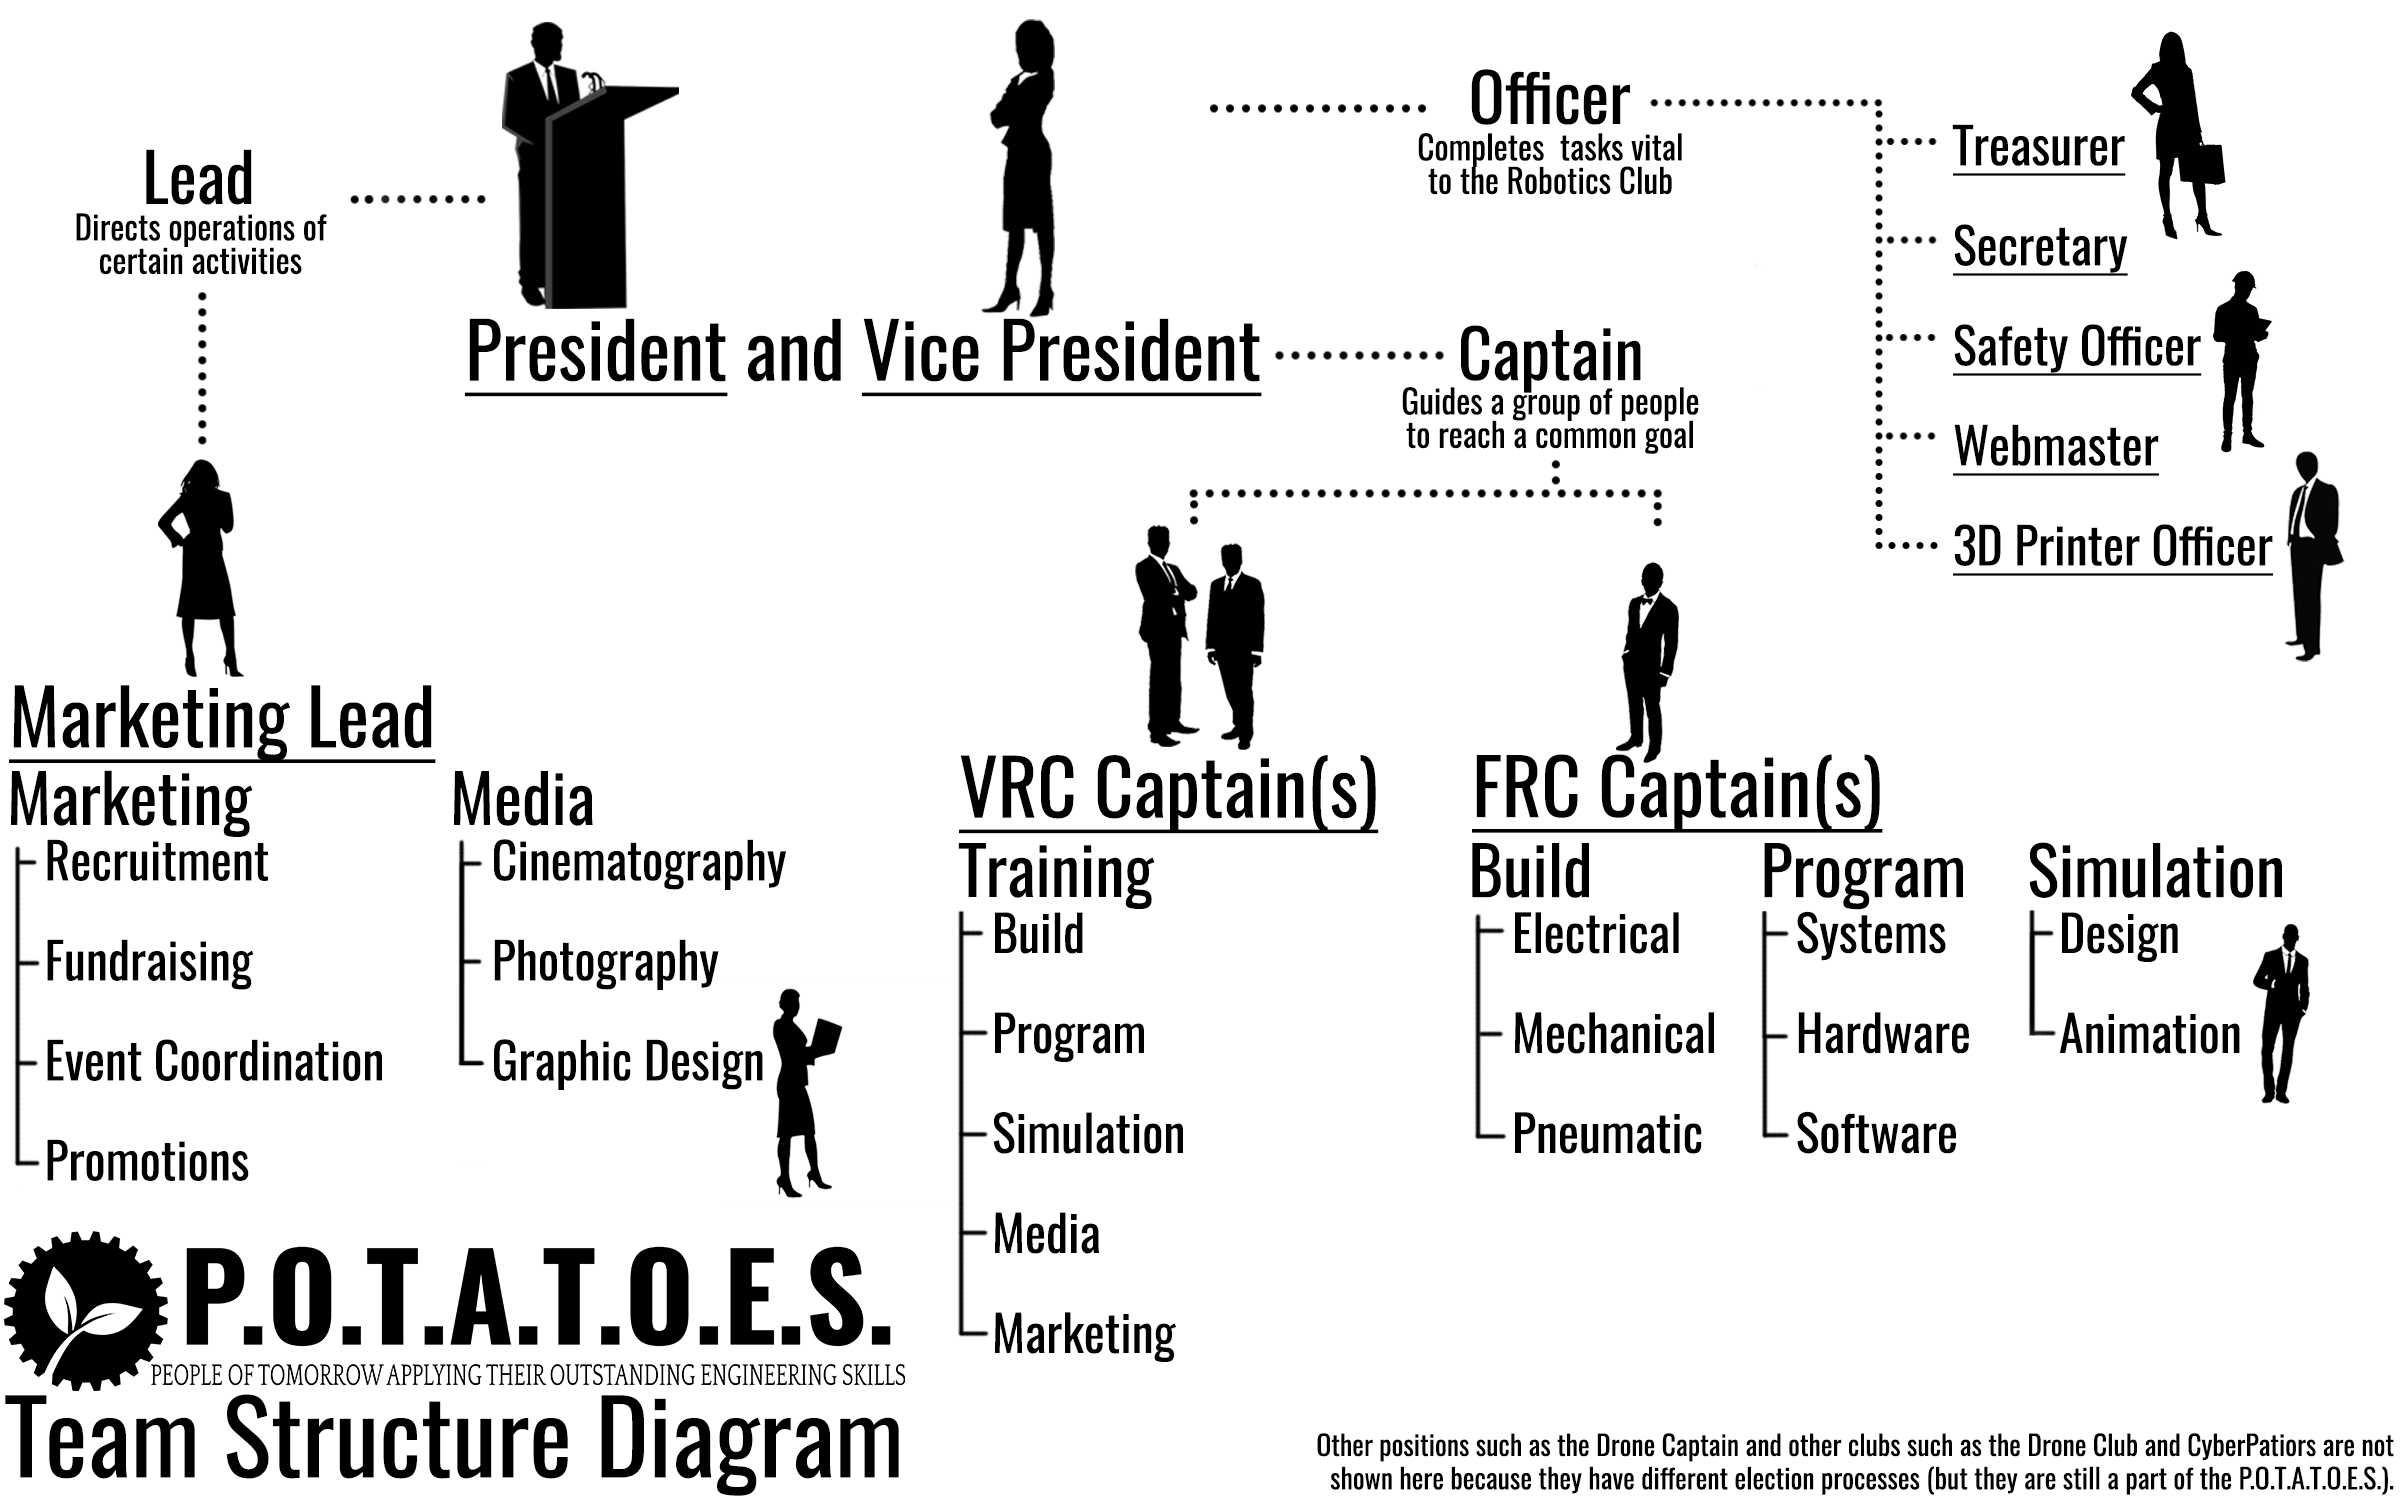 Lead
Directs operations of
certain activities
President and Vice President
Officer
Completes tasks vital
to the Robotics Club
Treasurer
Secretary
Safety Officer
Webmaster
3D Printer Officer
Captain
Guides a group of people
to reach a common goal
Marketing Lead
Marketing
Recruitment
Fundraising
Event Coordination
Promotions
Media
Cinematography
Photography
Graphic Design
VRC Captain(s)
Training
Build
Program
Simulation
Media
Marketing
FRC Captain(s)
Build
Electrical
Mechanical
Pneumatic
Program
Systems
Hardware
Software
Simulation
Design
Animation
P.O.T.A.T.O.E.S.
PEOPLE OF TOMORROW APPLYING THEIR OUTSTANDING ENGINEERING SKILLS
Team Structure Diagram
Other positions such as the Drone Captain and other clubs such as the Drone Club and CyberPatiors are not
shown here because they have different election processes (but they are still a part of the P.O.T.A.T.O.E.S.).